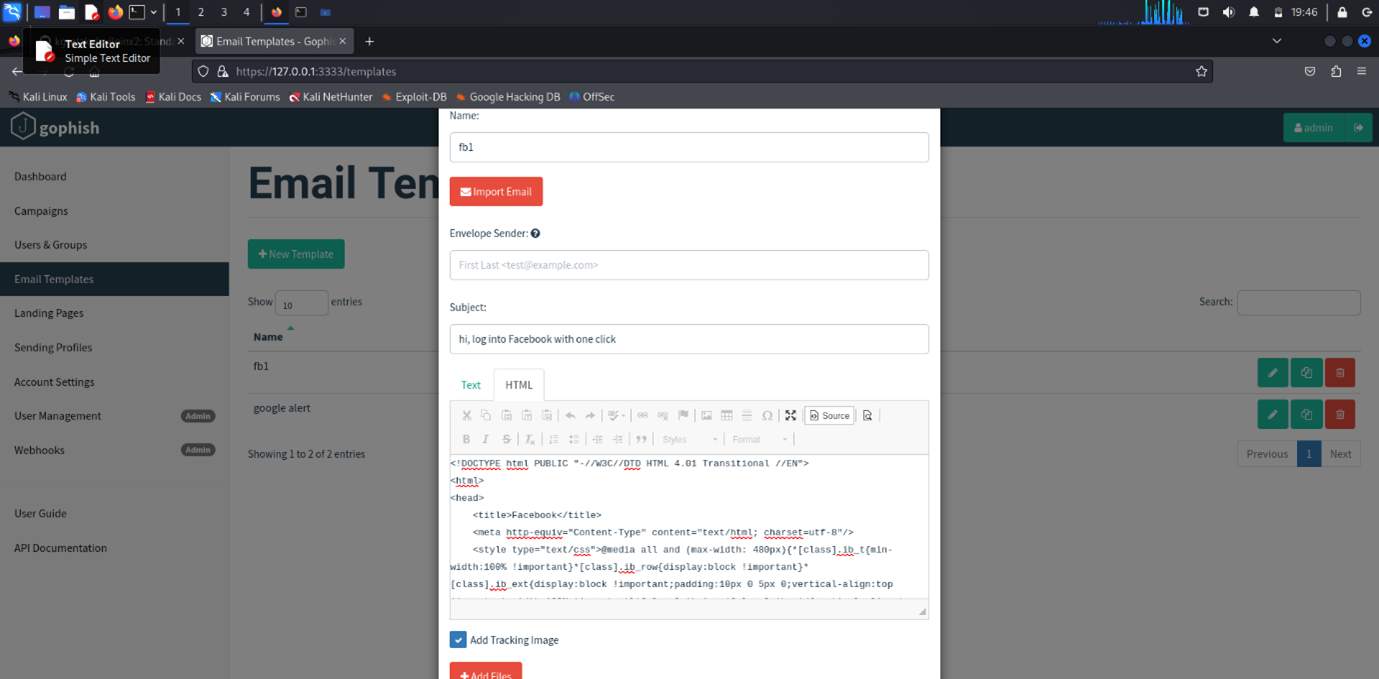 1 2 3 4
19:46
Text Editor
Simple Text Editor
Email Templates - Gophis
https://127.0.0.1:3333/templates
Kali Linux Kali Tools Kali Docs Kali Forums Kali NetHunter Exploit-DB Google Hacking DB OffSec
gophish
admin
Dashboard
Campaigns
Users & Groups
Email Templates
Landing Pages
Sending Profiles
Account Settings
User Management Admin
Webhooks Admin
User Guide
API Documentation
Email Tem
New Template
Show 10 entries
Search:
Name
fb1
google alert
Showing 1 to 2 of 2 entries
Previous 1 Next
Name:
fb1
Import Email
Envelope Sender:
First Last <test@example.com>
Subject:
hi, log into Facebook with one click
Text HTML
Source
B I S Styles Format
<!DOCTYPE html PUBLIC "-//W3C//DTD HTML 4.01 Transitional //EN">
<html>
<head>
<title>Facebook</title>
<meta http-equiv="Content-Type" content="text/html; charset=utf-8"/>
<style type="text/css">@media all and (max-width: 480px){*[class].ib_t{min-
width:100% !important}*[class].ib_row{display:block !important}*
[class].ib_ext{display:block !important;padding:10px 0 5px 0;vertical-align:top
Add Tracking Image
Add Files